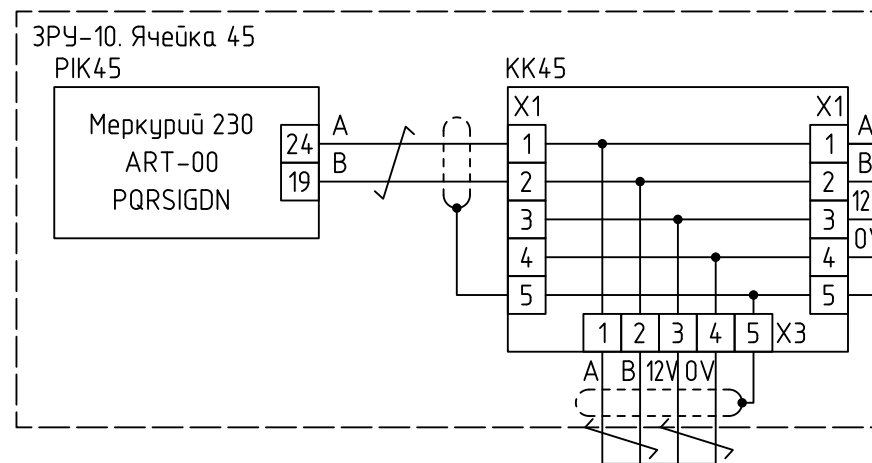 ЗРУ-10. Ячейка 45
PIK45
KK45
Меркурий 230
ART-00
PQRSIGDN
24
19
A
B
X1
1
2
3
4
5
X1
1
2
3
4
5
A
B
12
0V
1 2 3 4 5 X3
A B 12V 0V